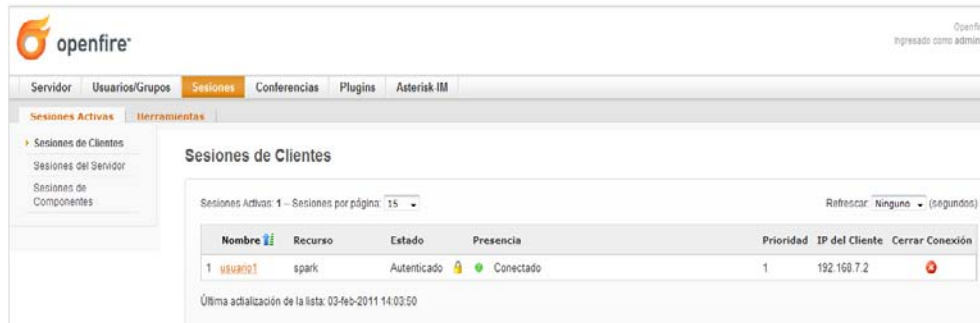 openfire
Openfi
Ingresado como admin
Servidor Usuarios/Grupos Sesiones Conferencias Plugins Asterisk-IM
Sesiones Activas Herramientas
Sesiones de Clientes
Sesiones del Servidor
Sesiones de
Componentes
Sesiones de Clientes
Sesiones Activas: 1 -- Sesiones por página: 15
Refrescar: Ninguno (segundos)
Nombre Recurso Estado Presencia Prioridad IP del Cliente Cerrar Conexión
1 usuario1 spark Autenticado Conectado 1 192.168.7.2
Última actialización de la lista: 03-feb-2011 14:03:50